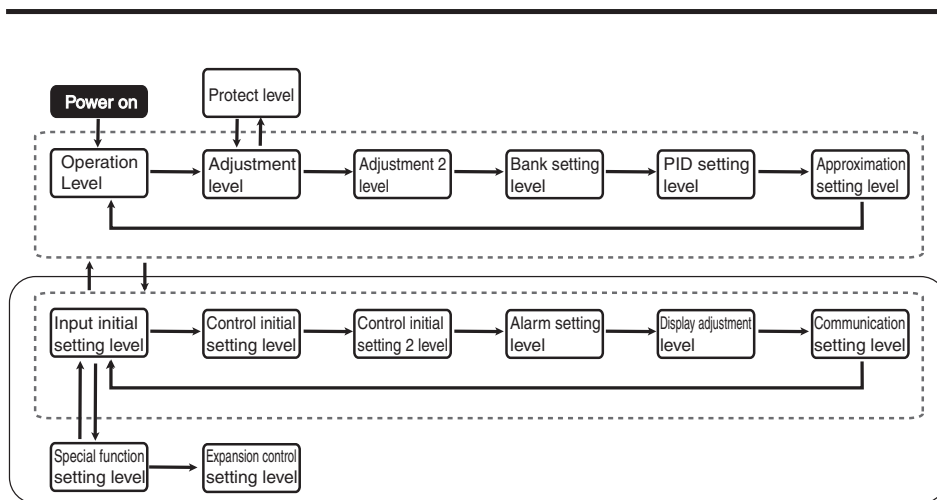 Power on
Protect level
Operation
Level
Adjustment
level
Adjustment 2
level
Bank setting
level
PID setting
level
Approximation
setting level
Input initial
setting level
Control initial
setting level
Control initial
setting 2 level
Alarm setting
level
Display adjustment
level
Communication
setting level
Special function
setting level
Expansion control
setting level